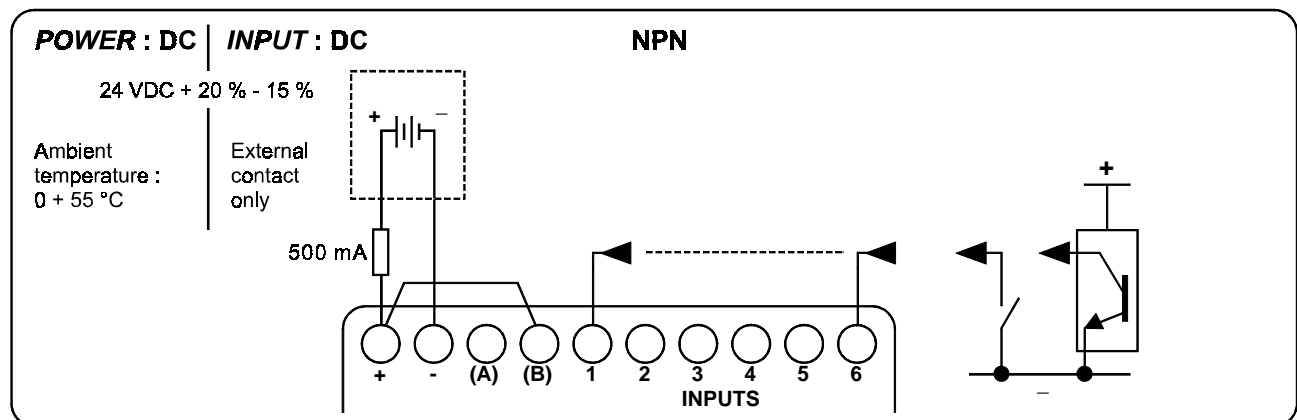 POWER : DC | INPUT : DC
NPN
24 VDC + 20 % - 15 %
+ –
Ambient
temperature :
0 + 55 °C
External
contact
only
+
500 mA
+ - (A) (B) 1 2 3 4 5 6
INPUTS
–